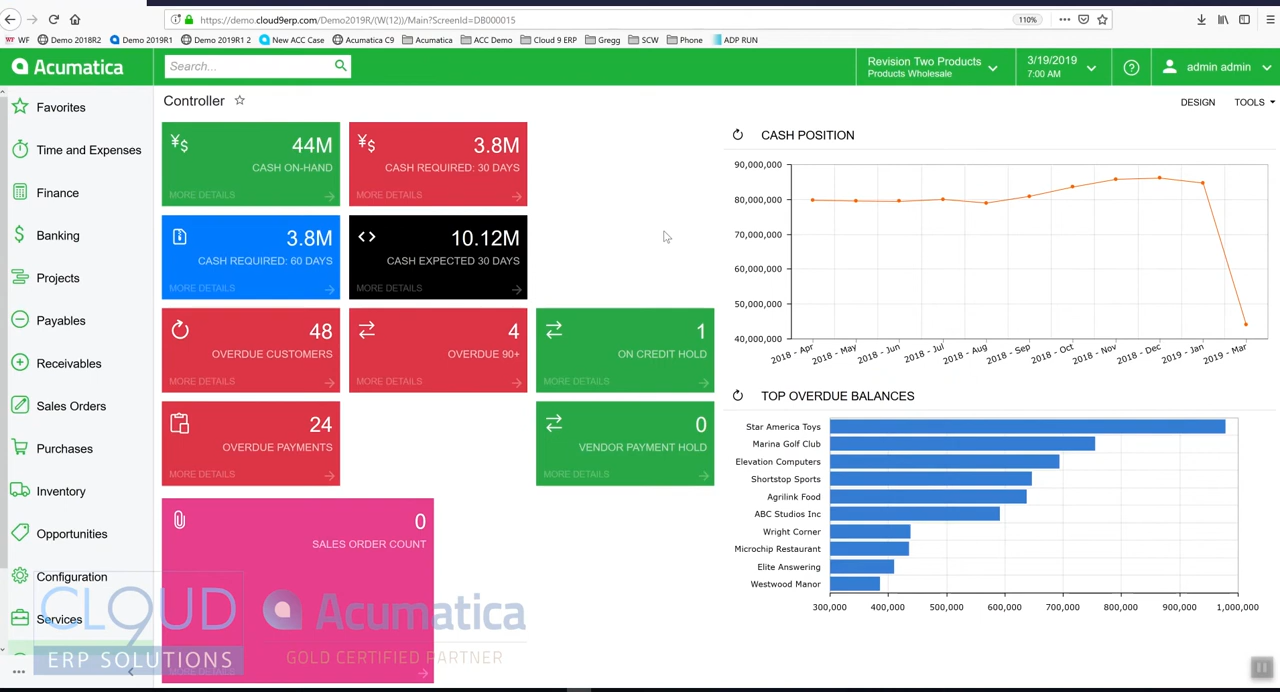 https://demo.cloud9erp.com/Demo2019R/(W(12))/Main?ScreenId=DB000015
110%
WF Demo 2018R2 Demo 2019R1 Demo 2019R1 2 New ACC Case Acumatica C9 Acumatica ACC Demo Cloud 9 ERP Gregg SCW Phone ADP RUN
Acumatica
Search...
Revision Two Products
Products Wholesale
3/19/2019
7:00 AM
admin admin
Favorites
Time and Expenses
Finance
Banking
Projects
Payables
Receivables
Sales Orders
Purchases
Inventory
Opportunities
Configuration
Services
Controller
DESIGN TOOLS
44M
CASH ON-HAND
MORE DETAILS
3.8M
CASH REQUIRED: 30 DAYS
MORE DETAILS
3.8M
CASH REQUIRED: 60 DAYS
MORE DETAILS
10.12M
CASH EXPECTED 30 DAYS
MORE DETAILS
48
OVERDUE CUSTOMERS
MORE DETAILS
4
OVERDUE 90+
MORE DETAILS
1
ON CREDIT HOLD
MORE DETAILS
24
OVERDUE PAYMENTS
MORE DETAILS
0
VENDOR PAYMENT HOLD
MORE DETAILS
0
SALES ORDER COUNT
MORE DETAILS
CASH POSITION
90,000,000
80,000,000
70,000,000
60,000,000
50,000,000
40,000,000
2018 - Apr 2018 - May 2018 - Jun 2018 - Jul 2018 - Aug 2018 - Sep 2018 - Oct 2018 - Nov 2018 - Dec 2019 - Jan 2019 - Mar
TOP OVERDUE BALANCES
Star America Toys
Marina Golf Club
Elevation Computers
Shortstop Sports
Agrilink Food
ABC Studios Inc
Wright Corner
Microchip Restaurant
Elite Answering
Westwood Manor
300,000 400,000 500,000 600,000 700,000 800,000 900,000 1,000,000
CLOUD9
ERP SOLUTIONS
Acumatica
GOLD CERTIFIED PARTNER